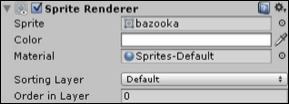 Sprite Renderer
Sprite bazooka
Color
Material Sprites-Default
Sorting Layer Default
Order in Layer 0